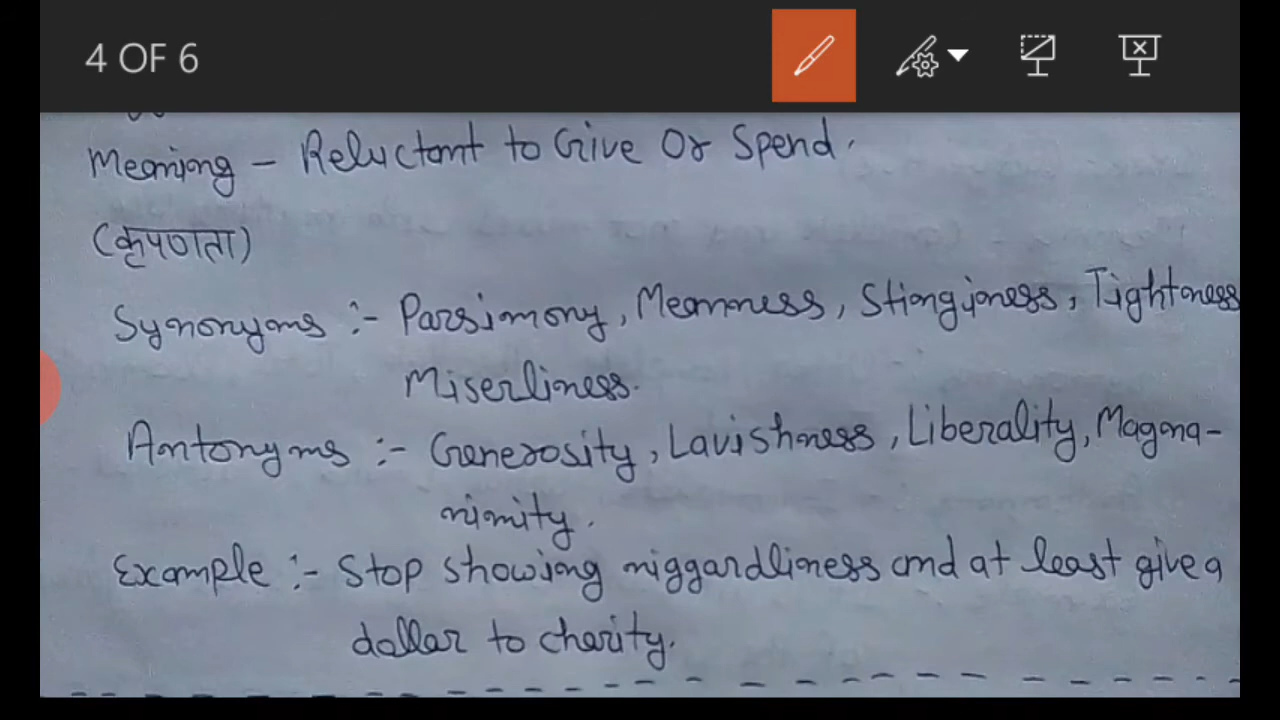 4 OF 6
Meaning - Reluctant to Give Or Spend.
(कृपणता)
Synonyms :- Parsimony, Meanness, Stinginess, Tightness
Miserliness.
Antonyms :- Generosity, Lavishness, Liberality, Magna-
nimity.
Example :- Stop showing niggardliness and at least give a
dollar to charity.